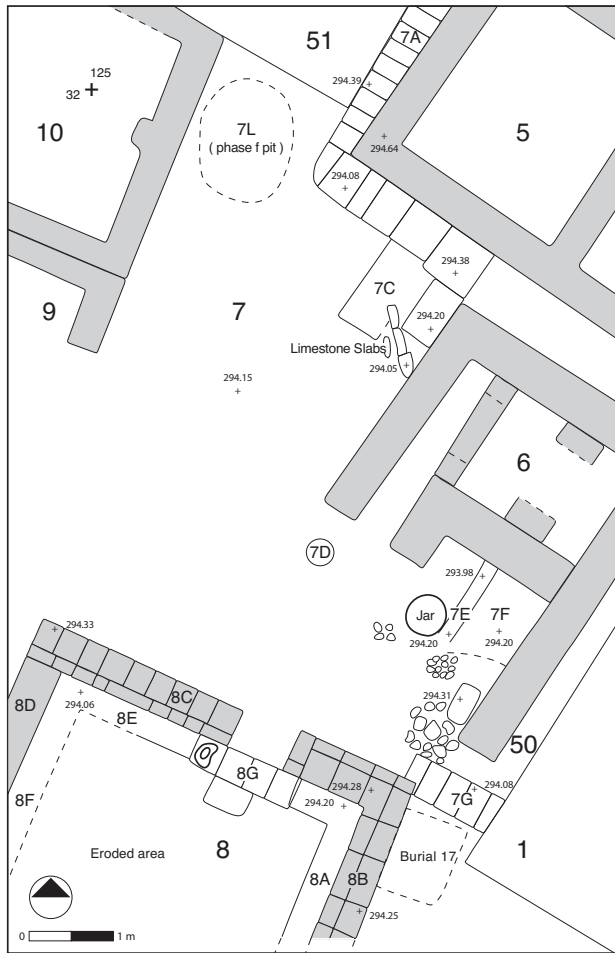 51
7A
125
32
294.39
5
10
7L
( phase f pit )
294.64
294.08
294.38
7C
9
7
294.20
Limestone Slabs
294.05
294.15
6
7D
293.98
Jar
7E
7F
294.20
294.20
294.33
8C
294.31
8D
294.06
8E
50
8G
294.28
294.08
7G
294.20
8F
Eroded area
8
Burial 17
1
8A
8B
294.25
0
1 m